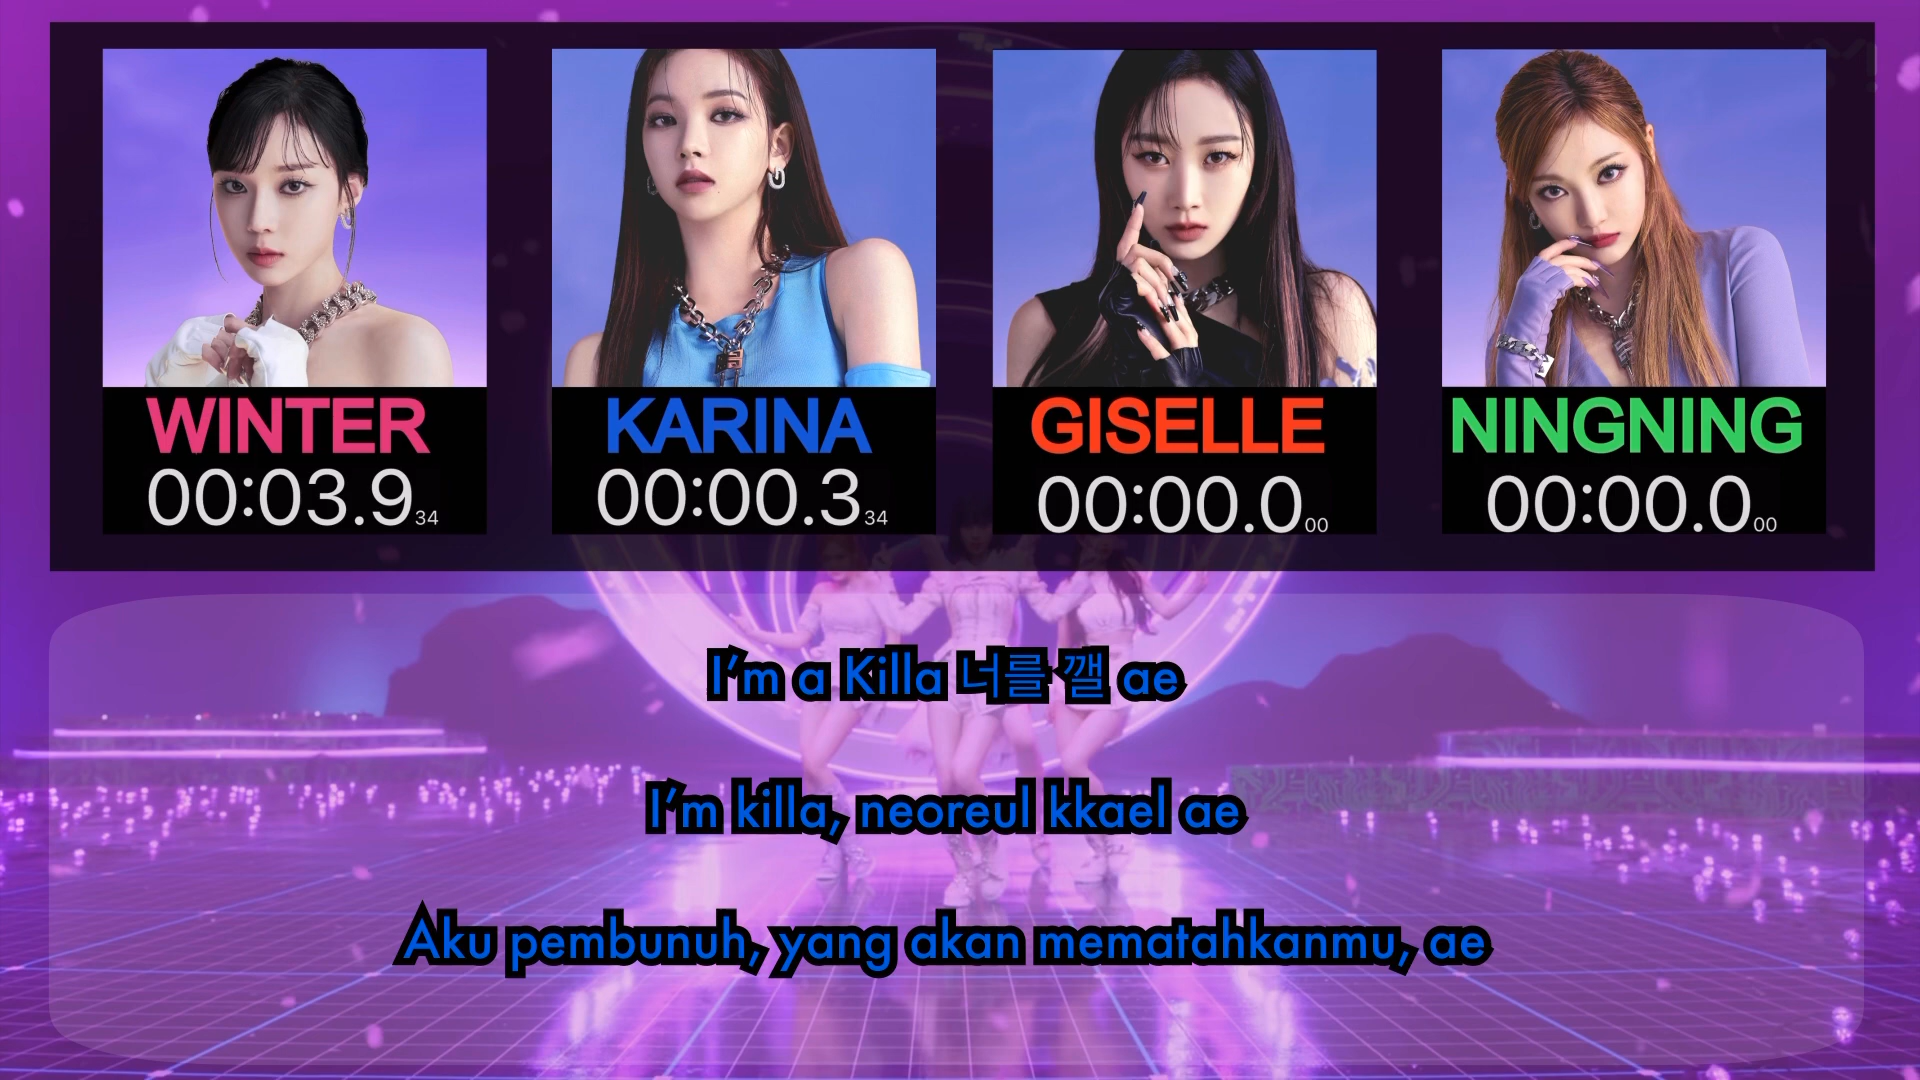 WINTER
00:03.934
KARINA
00:00.334
GISELLE
00:00.000
NINGNING
00:00.000
I'm a Killa 너를 깰 ae
I'm killa, neoreul kkael ae
Aku pembunuh, yang akan mematahkanmu, ae